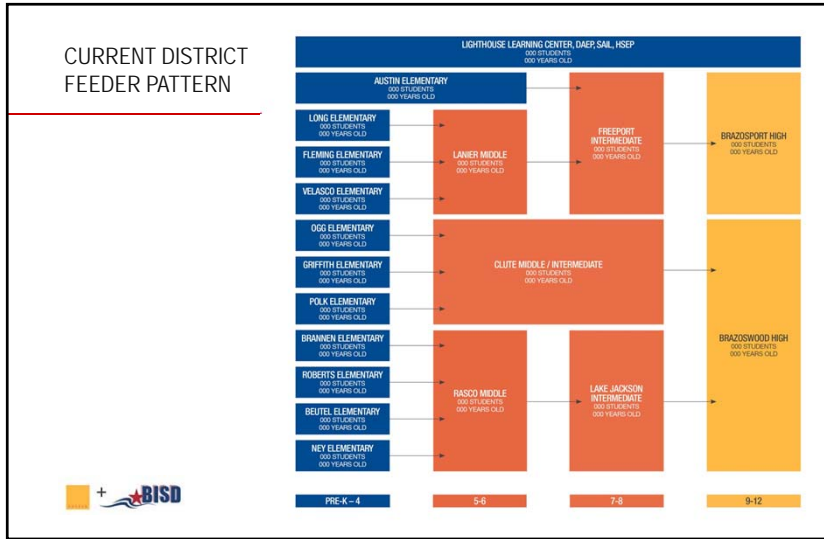 CURRENT DISTRICT
FEEDER PATTERN
LIGHTHOUSE LEARNING CENTER, DAEP, SAIL, HSEP
000 STUDENTS
000 YEARS OLD
AUSTIN ELEMENTARY
000 STUDENTS
000 YEARS OLD
LONG ELEMENTARY
000 STUDENTS
000 YEARS OLD
FLEMING ELEMENTARY
000 STUDENTS
000 YEARS OLD
VELASCO ELEMENTARY
000 STUDENTS
000 YEARS OLD
OGG ELEMENTARY
000 STUDENTS
000 YEARS OLD
GRIFFITH ELEMENTARY
000 STUDENTS
000 YEARS OLD
POLK ELEMENTARY
000 STUDENTS
000 YEARS OLD
BRANNEN ELEMENTARY
000 STUDENTS
000 YEARS OLD
ROBERTS ELEMENTARY
000 STUDENTS
000 YEARS OLD
BEUTEL ELEMENTARY
000 STUDENTS
000 YEARS OLD
NEY ELEMENTARY
000 STUDENTS
000 YEARS OLD
LANIER MIDDLE
000 STUDENTS
000 YEARS OLD
FREEPORT
INTERMEDIATE
000 STUDENTS
000 YEARS OLD
BRAZOSPORT HIGH
000 STUDENTS
000 YEARS OLD
CLUTE MIDDLE / INTERMEDIATE
000 STUDENTS
000 YEARS OLD
RASCO MIDDLE
000 STUDENTS
000 YEARS OLD
LAKE JACKSON
INTERMEDIATE
000 STUDENTS
000 YEARS OLD
BRAZOSWOOD HIGH
000 STUDENTS
000 YEARS OLD
+ BISD
PRE-K – 4
5-6
7-8
9-12